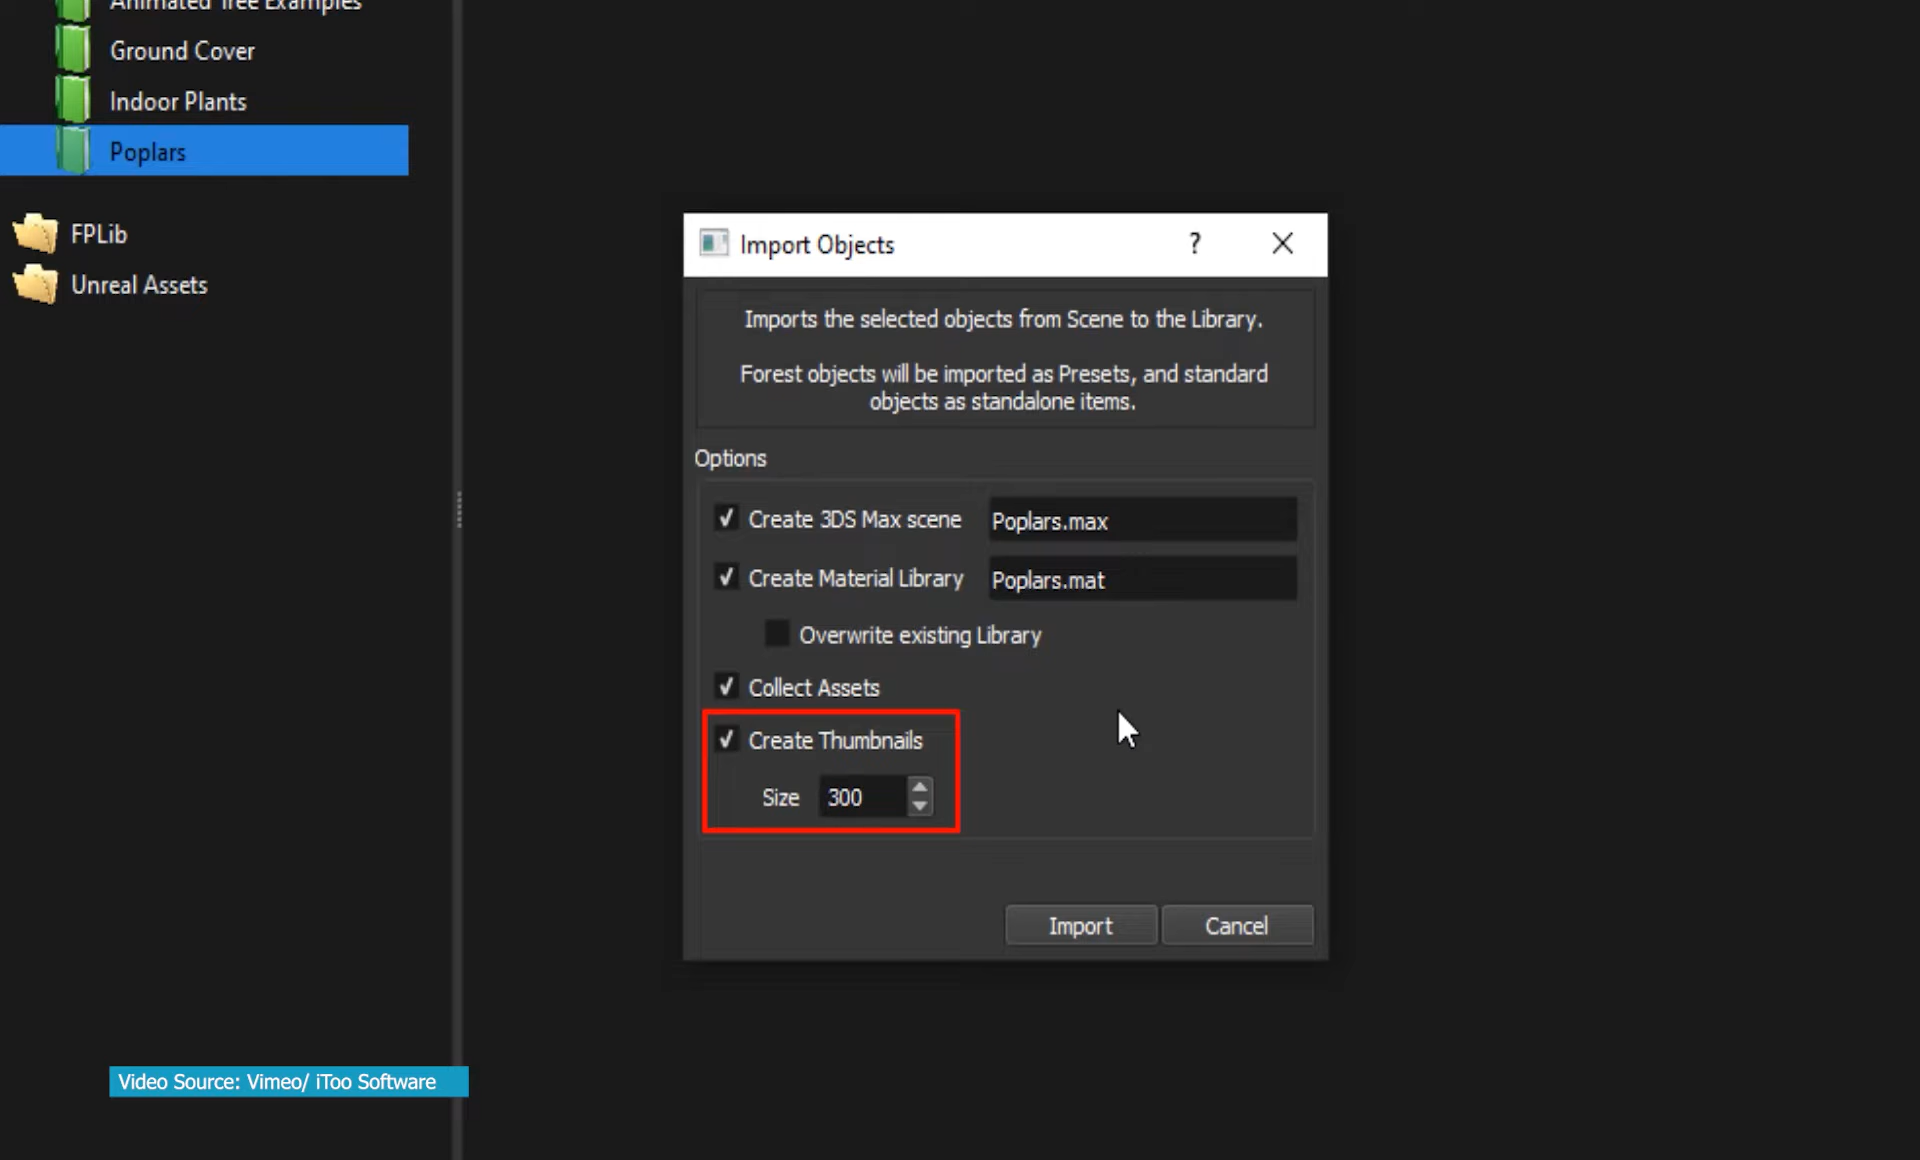 Animated Tree Examples
Ground Cover
Indoor Plants
Poplars
FPLib
Unreal Assets
Import Objects
?
Imports the selected objects from Scene to the Library.
Forest objects will be imported as Presets, and standard
objects as standalone items.
Options
Create 3DS Max scene Poplars.max
Create Material Library Poplars.mat
Overwrite existing Library
Collect Assets
Create Thumbnails
Size 300
Import Cancel
Video Source: Vimeo/ iToo Software